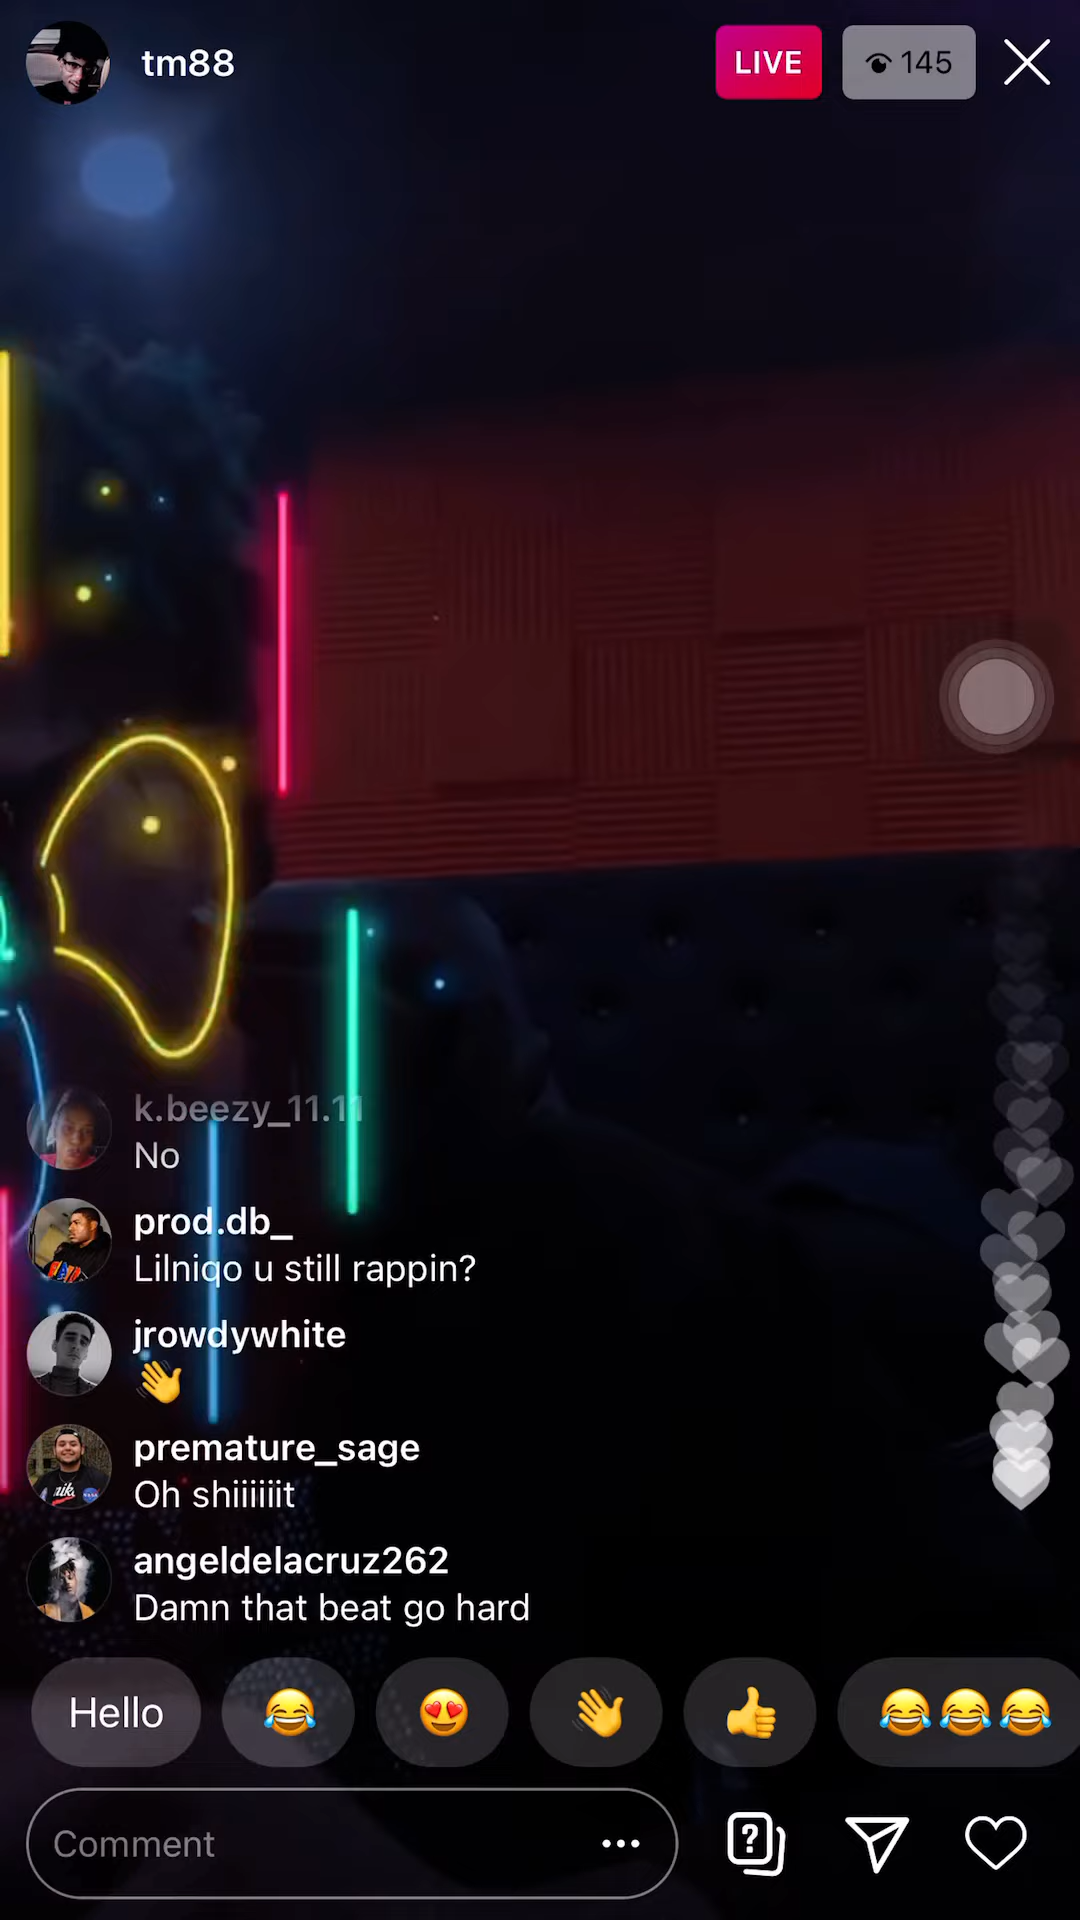 tm88
LIVE
145
k.beezy_11.11
No
prod.db_
Lilniqo u still rappin?
jrowdywhite
👋
premature_sage
Oh shiiiiiit
angeldelacruz262
Damn that beat go hard
Hello 😂 😍 👋 👍 😂😂😂
Comment